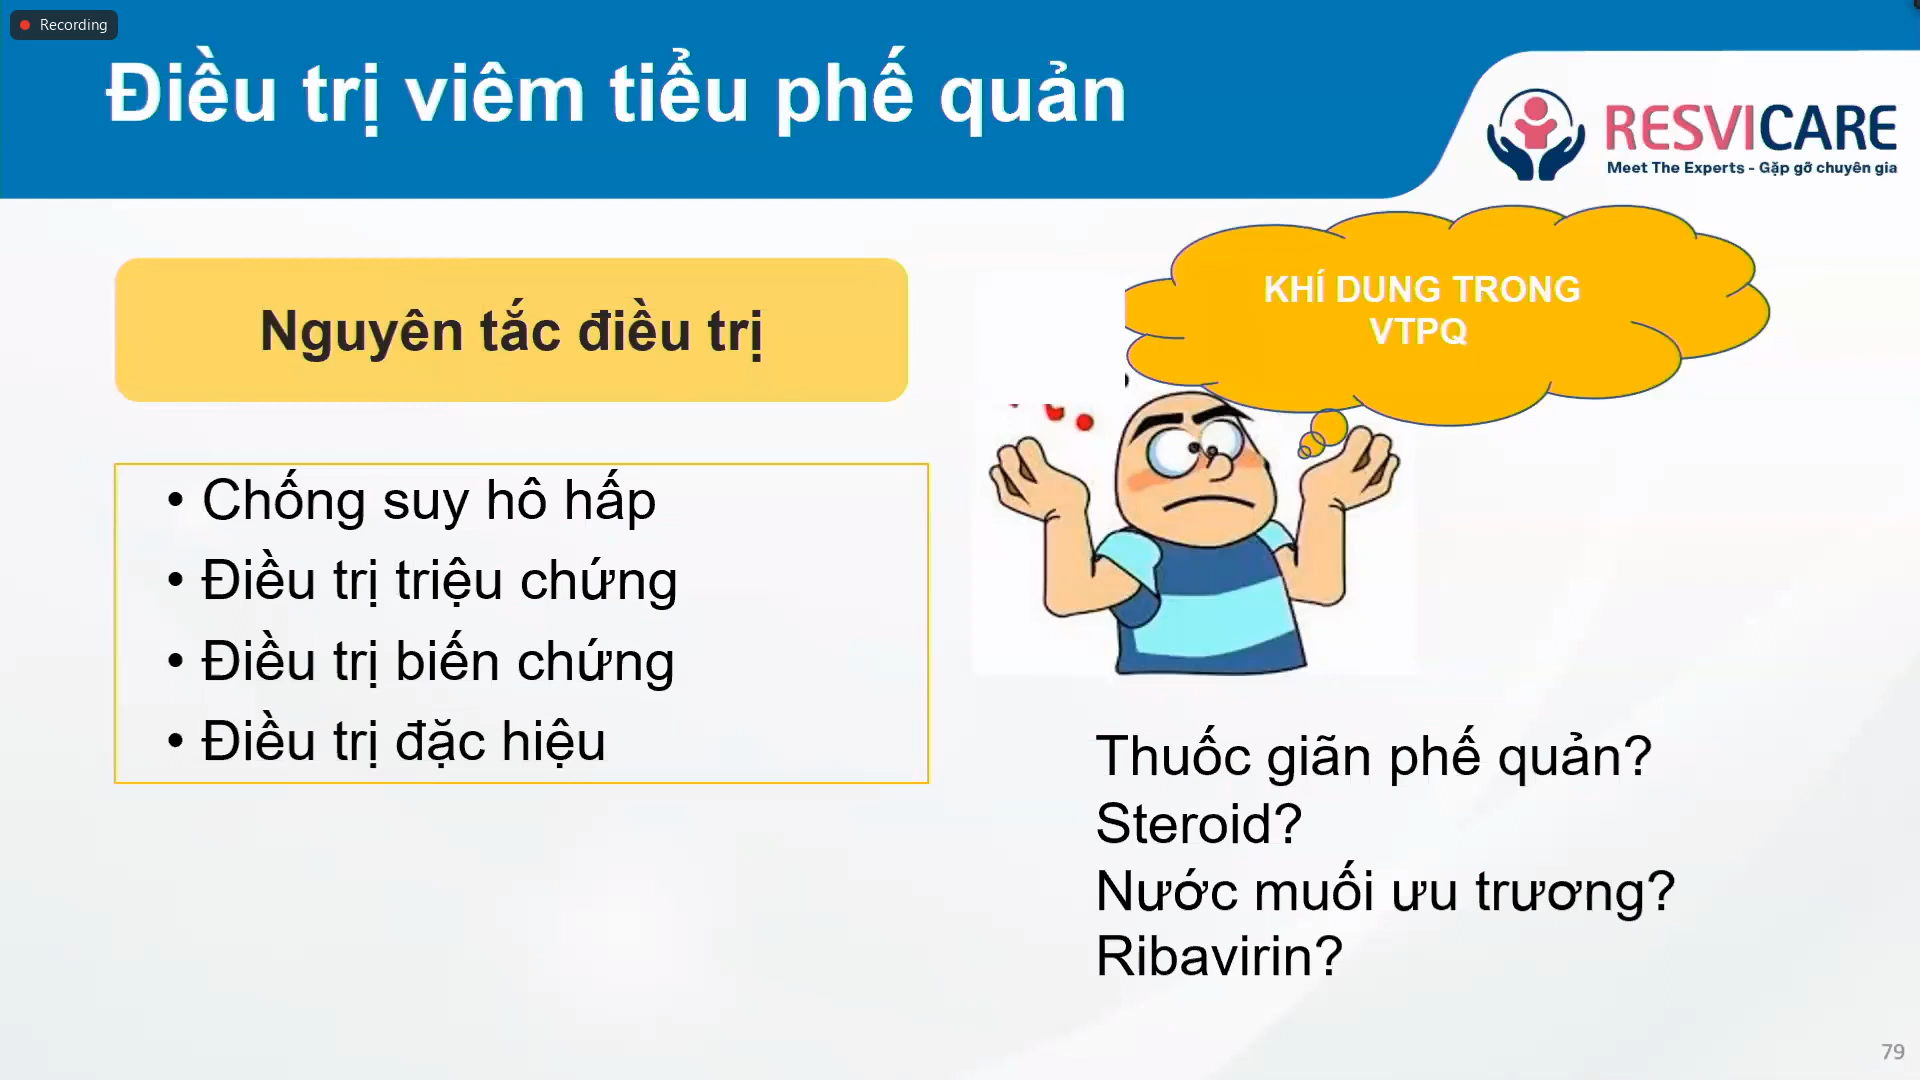 Recording
Điều trị viêm tiểu phế quản
RESVICARE
Meet The Experts - Gặp gỡ chuyên gia
Nguyên tắc điều trị
• Chống suy hô hấp
• Điều trị triệu chứng
• Điều trị biến chứng
• Điều trị đặc hiệu
KHÍ DUNG TRONG
VTPQ
Thuốc giãn phế quản?
Steroid?
Nước muối ưu trương?
Ribavirin?
79